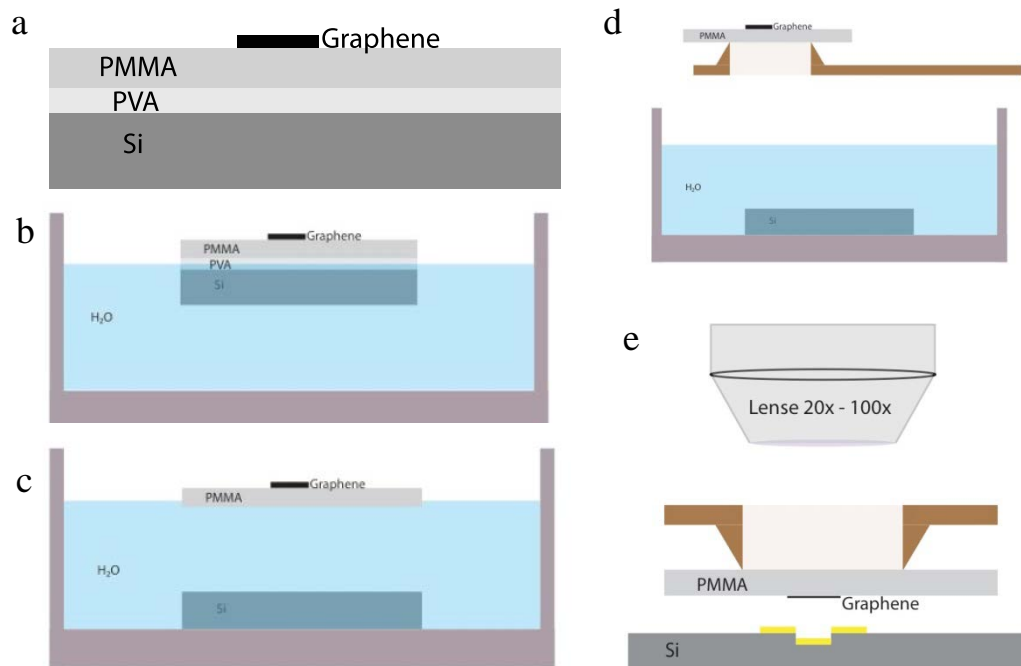 a
Graphene
PMMA
PVA
Si
b
Graphene
PMMA
PVA
Si
H₂O
c
Graphene
PMMA
H₂O
Si
d
Graphene
PMMA
H₂O
Si
e
Lense 20x - 100x
PMMA
Graphene
Si